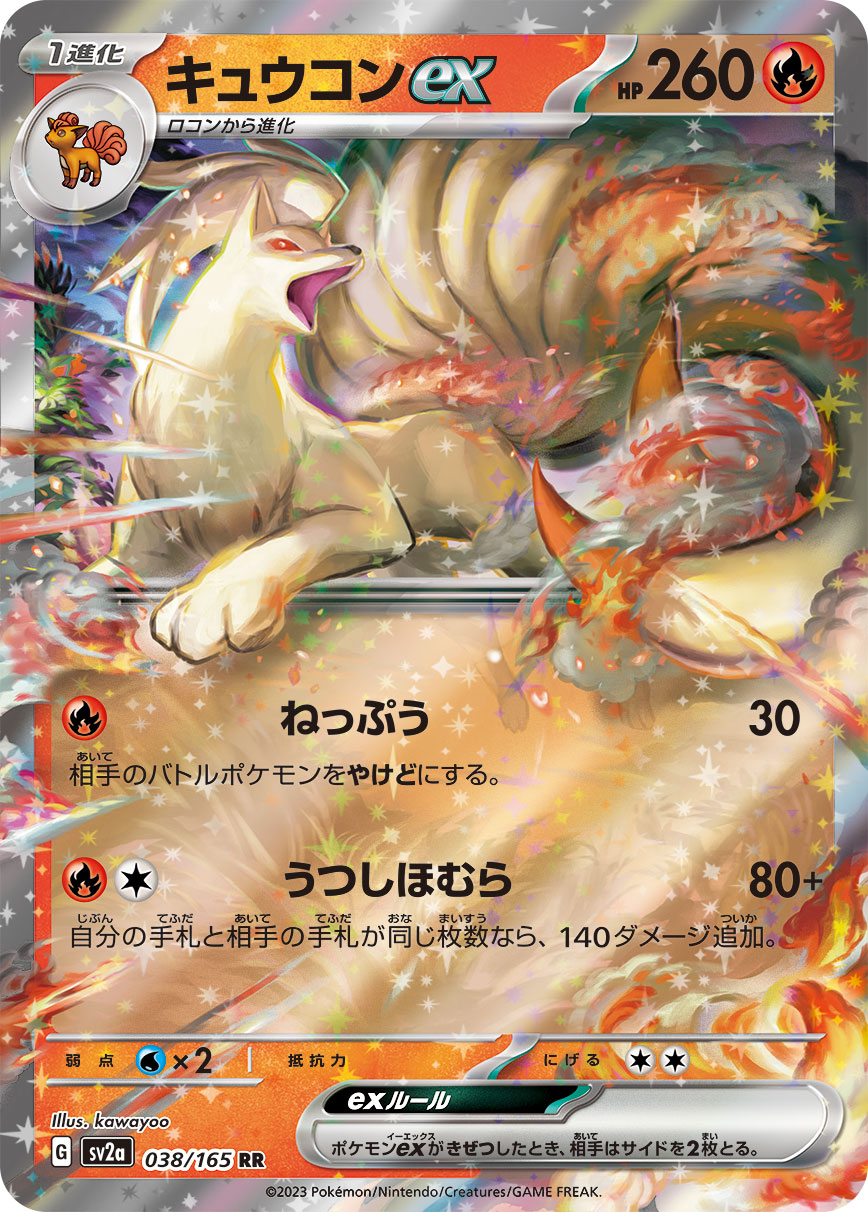 1進化
キュウコンex
HP 260
ロコンから進化
ねっぷう 30
相手のバトルポケモンをやけどにする。
うつしほむら 80+
自分の手札と相手の手札が同じ枚数なら、140ダメージ追加。
弱点 ×2 抵抗力 にげる
exルール
ポケモンexがきぜつしたとき、相手はサイドを2枚とる。
Illus. kawayoo
G sv2a 038/165 RR
©2023 Pokémon/Nintendo/Creatures/GAME FREAK.